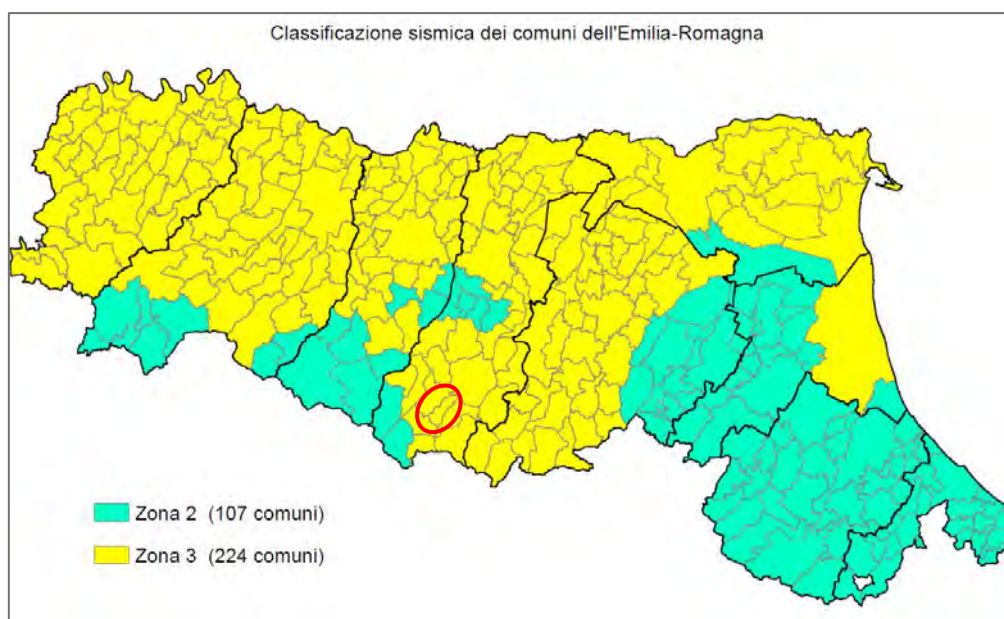 Classificazione sismica dei comuni dell'Emilia-Romagna
Zona 2 (107 comuni)
Zona 3 (224 comuni)